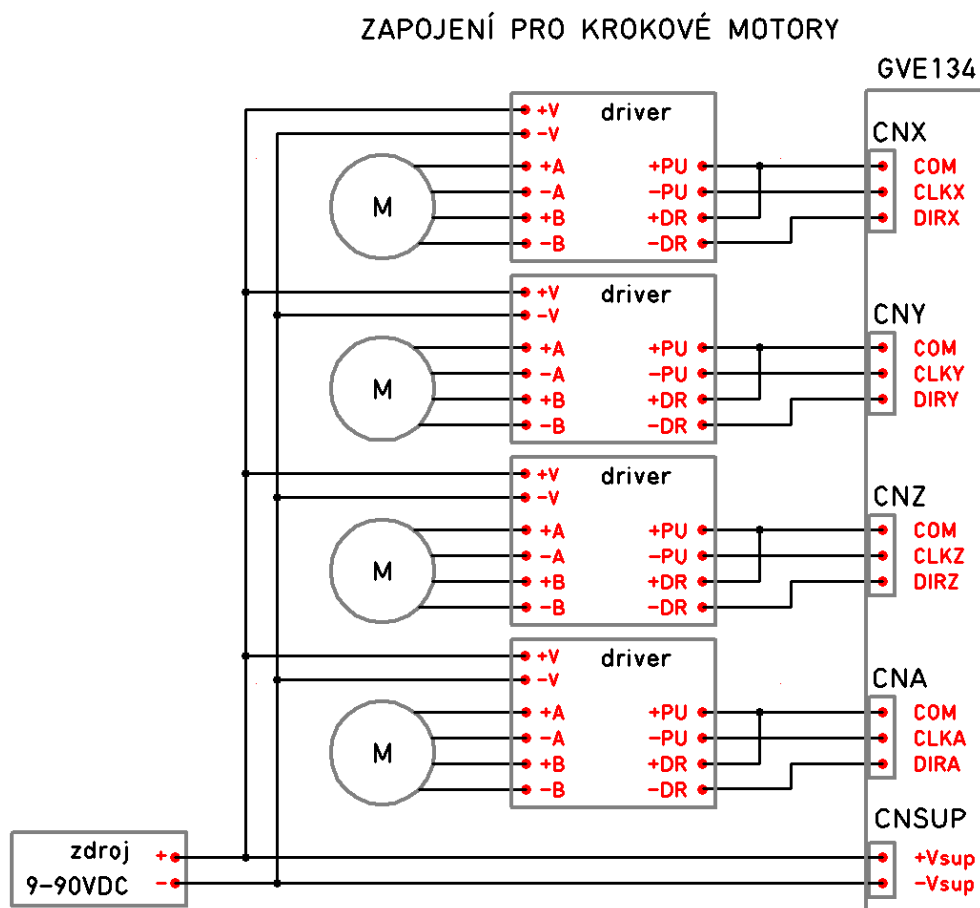 ZAPOJENÍ PRO KROKOVÉ MOTORY
GVE134
+V driver
-V
CNX
M +A +PU COM
-A -PU CLKX
+B +DR DIRX
-B -DR
+V driver
-V
CNY
M +A +PU COM
-A -PU CLKY
+B +DR DIRY
-B -DR
+V driver
-V
CNZ
M +A +PU COM
-A -PU CLKZ
+B +DR DIRZ
-B -DR
+V driver
-V
CNA
M +A +PU COM
-A -PU CLKA
+B +DR DIRA
-B -DR
CNSUP
zdroj + +Vsup
9-90VDC - -Vsup